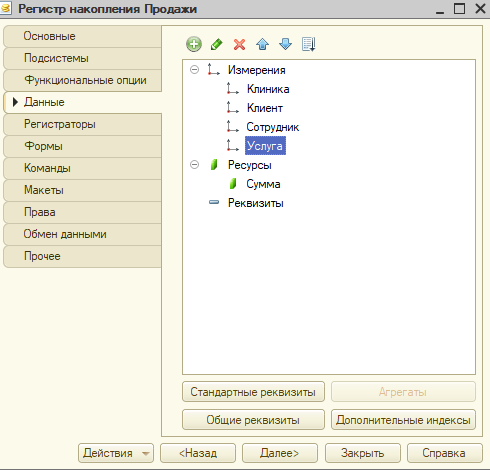 Регистр накопления Продажи
Основные
Подсистемы
Функциональные опции
Данные
Регистраторы
Формы
Команды
Макеты
Права
Обмен данными
Прочее
Измерения
Клиника
Клиент
Сотрудник
Услуга
Ресурсы
Сумма
Реквизиты
Стандартные реквизиты
Агрегаты
Общие реквизиты
Дополнительные индексы
Действия
<Назад
Далее>
Закрыть
Справка